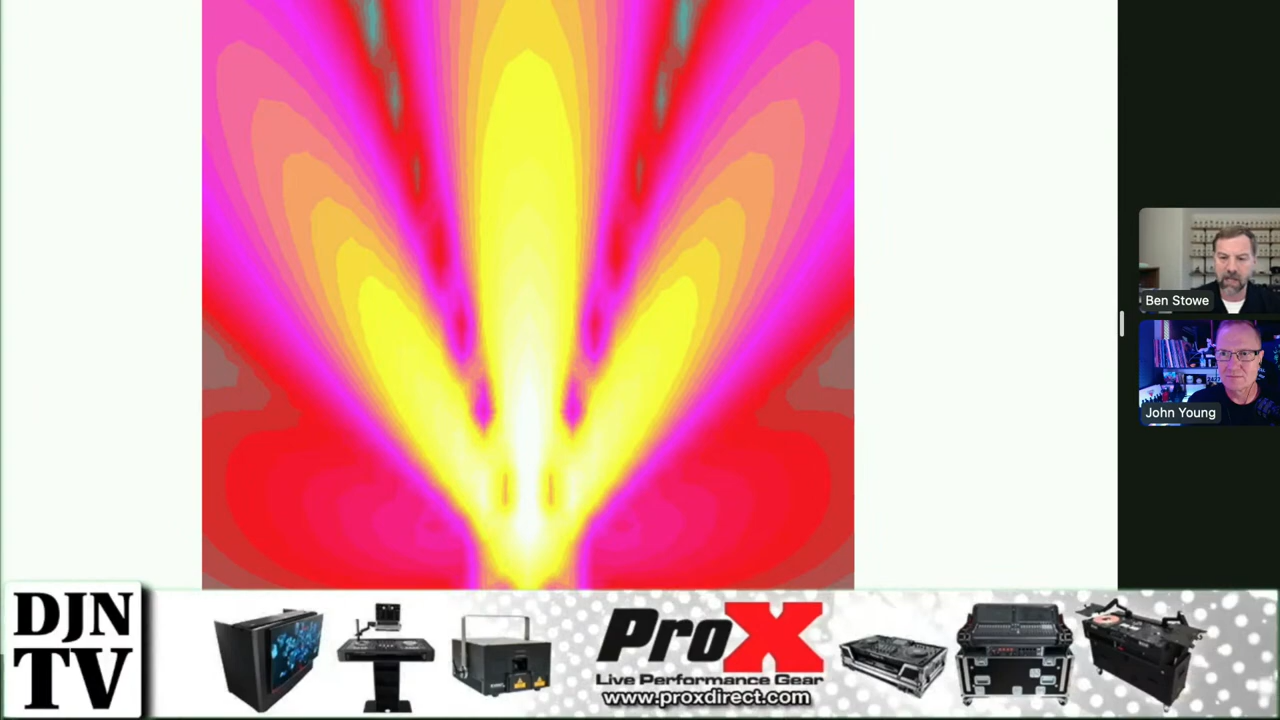 Ben Stowe
John Young
DJN
TV
ProX
Live Performance Gear
www.proxdirect.com